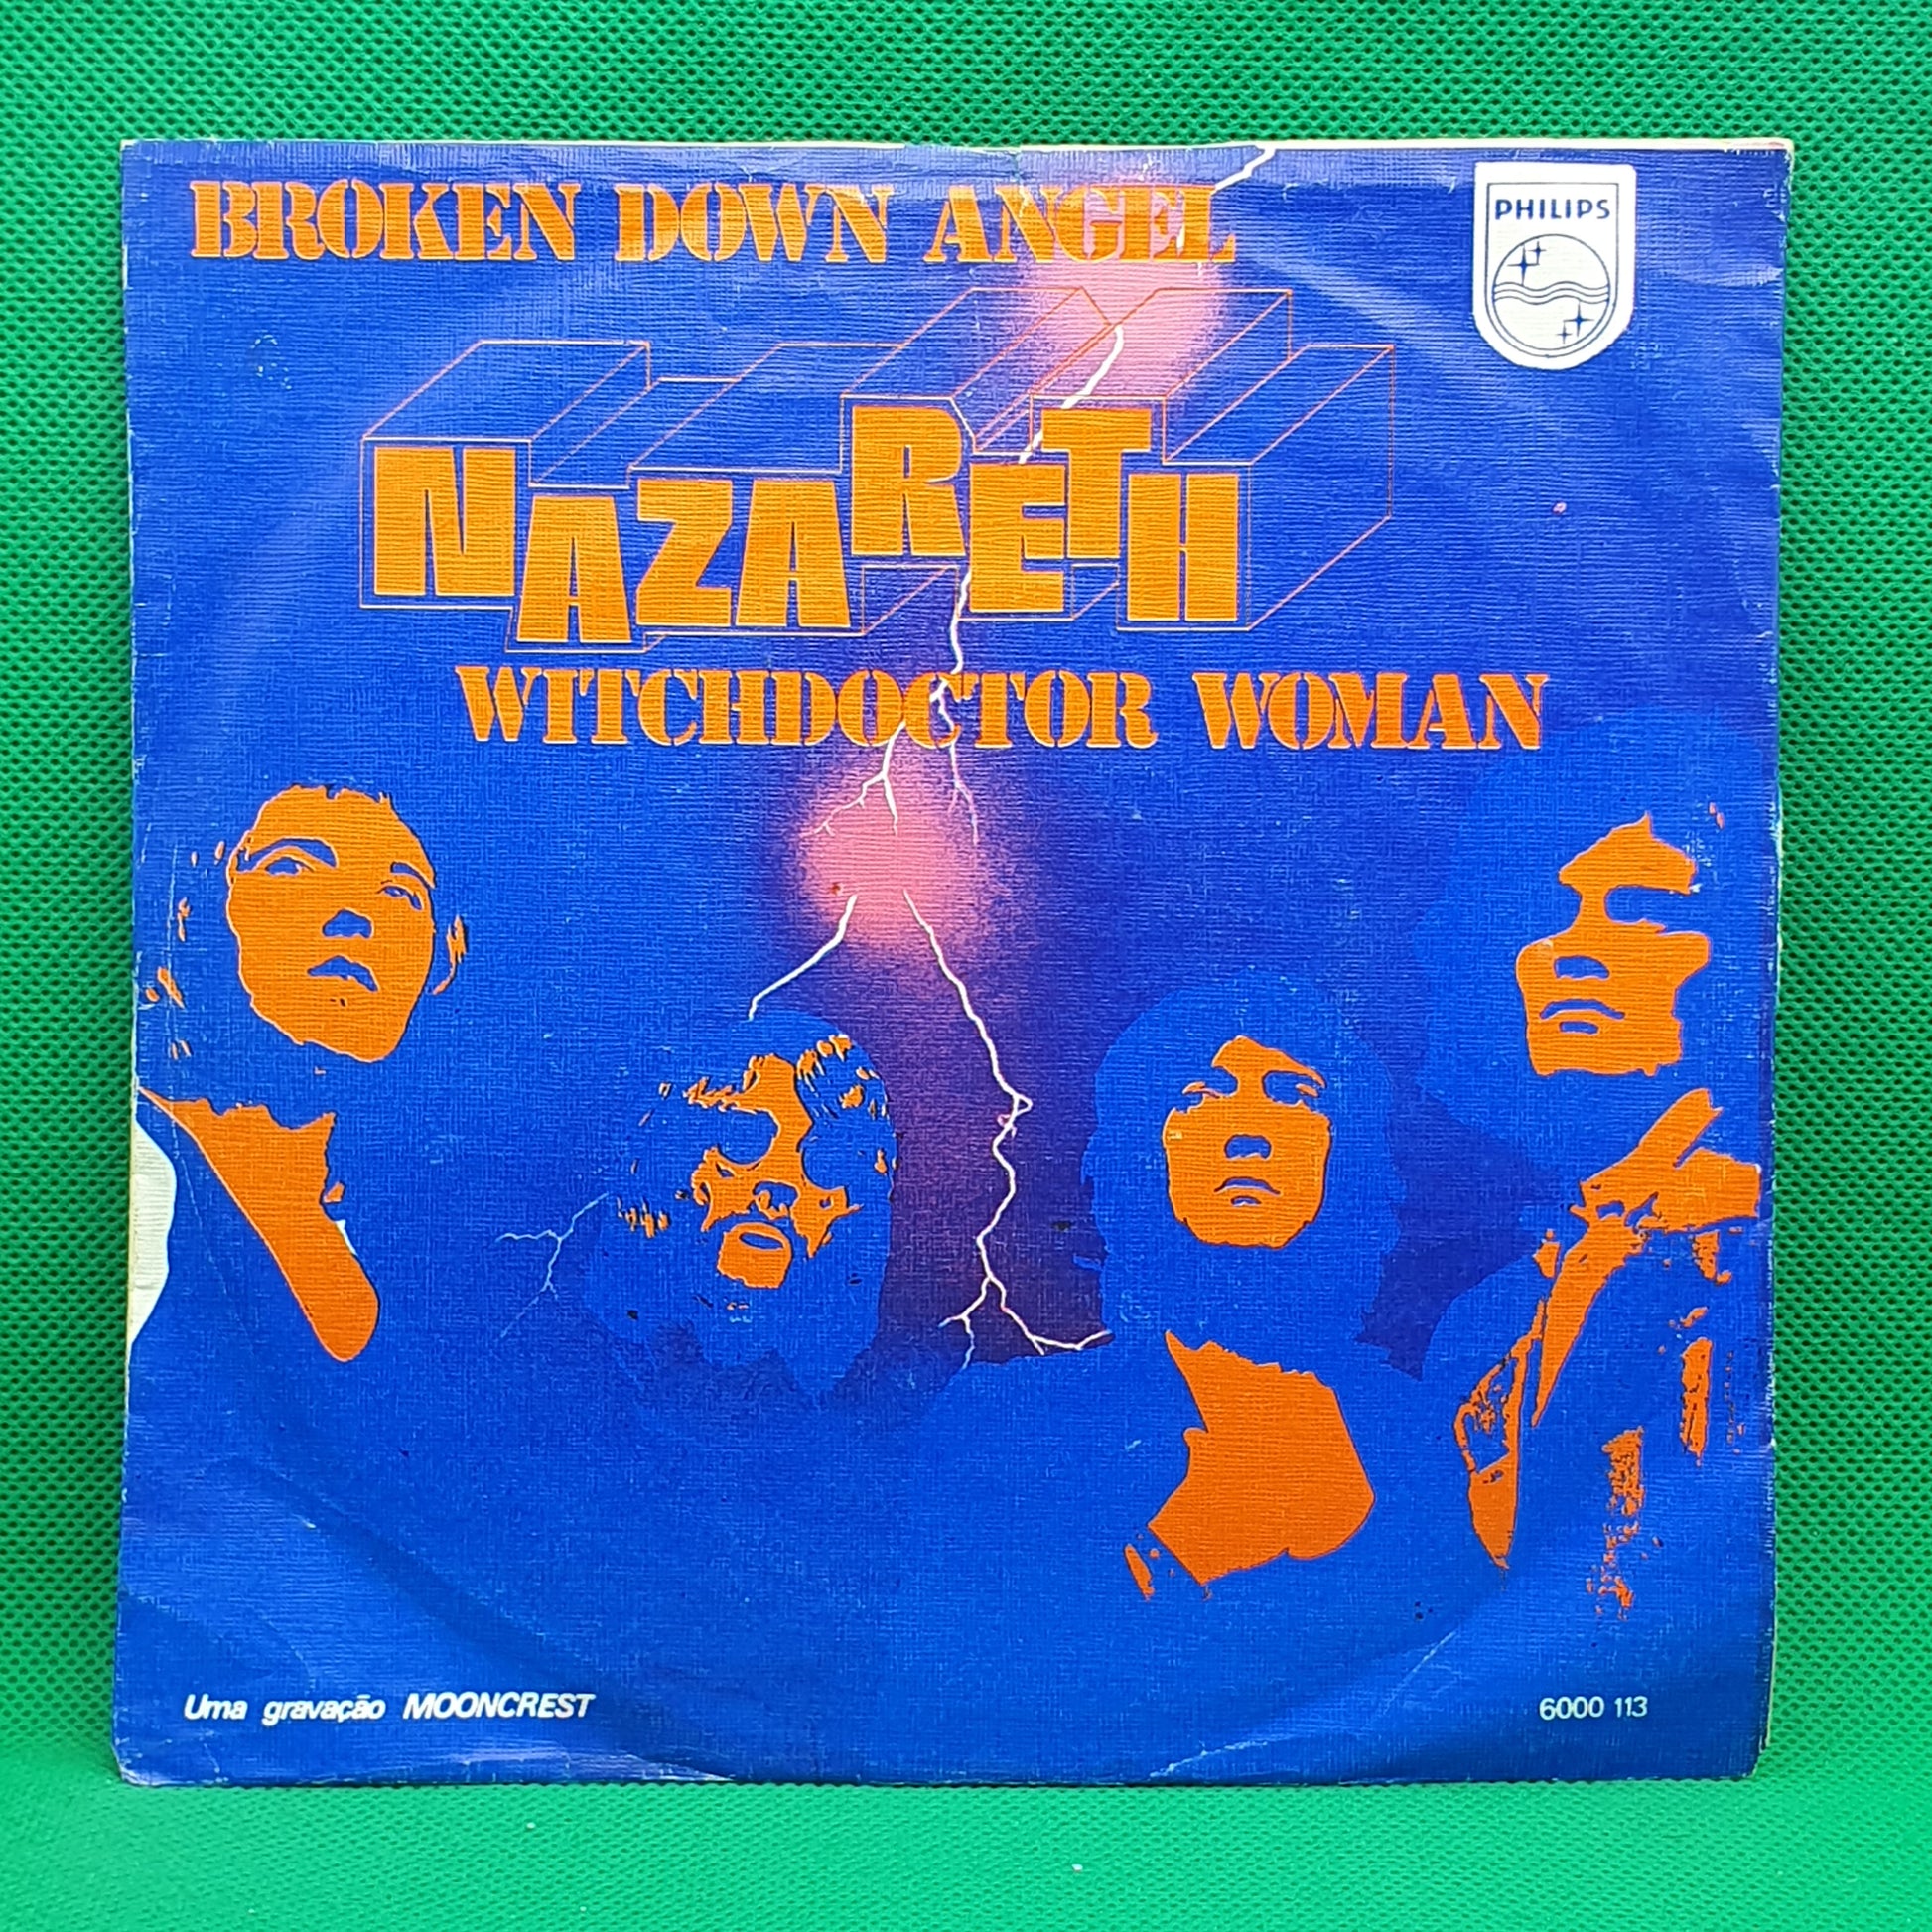 BROKEN DOWN ANGEL
PHILIPS
NAZARETH
WITCHDOCTOR WOMAN
Uma gravação MOONCREST
6000 113